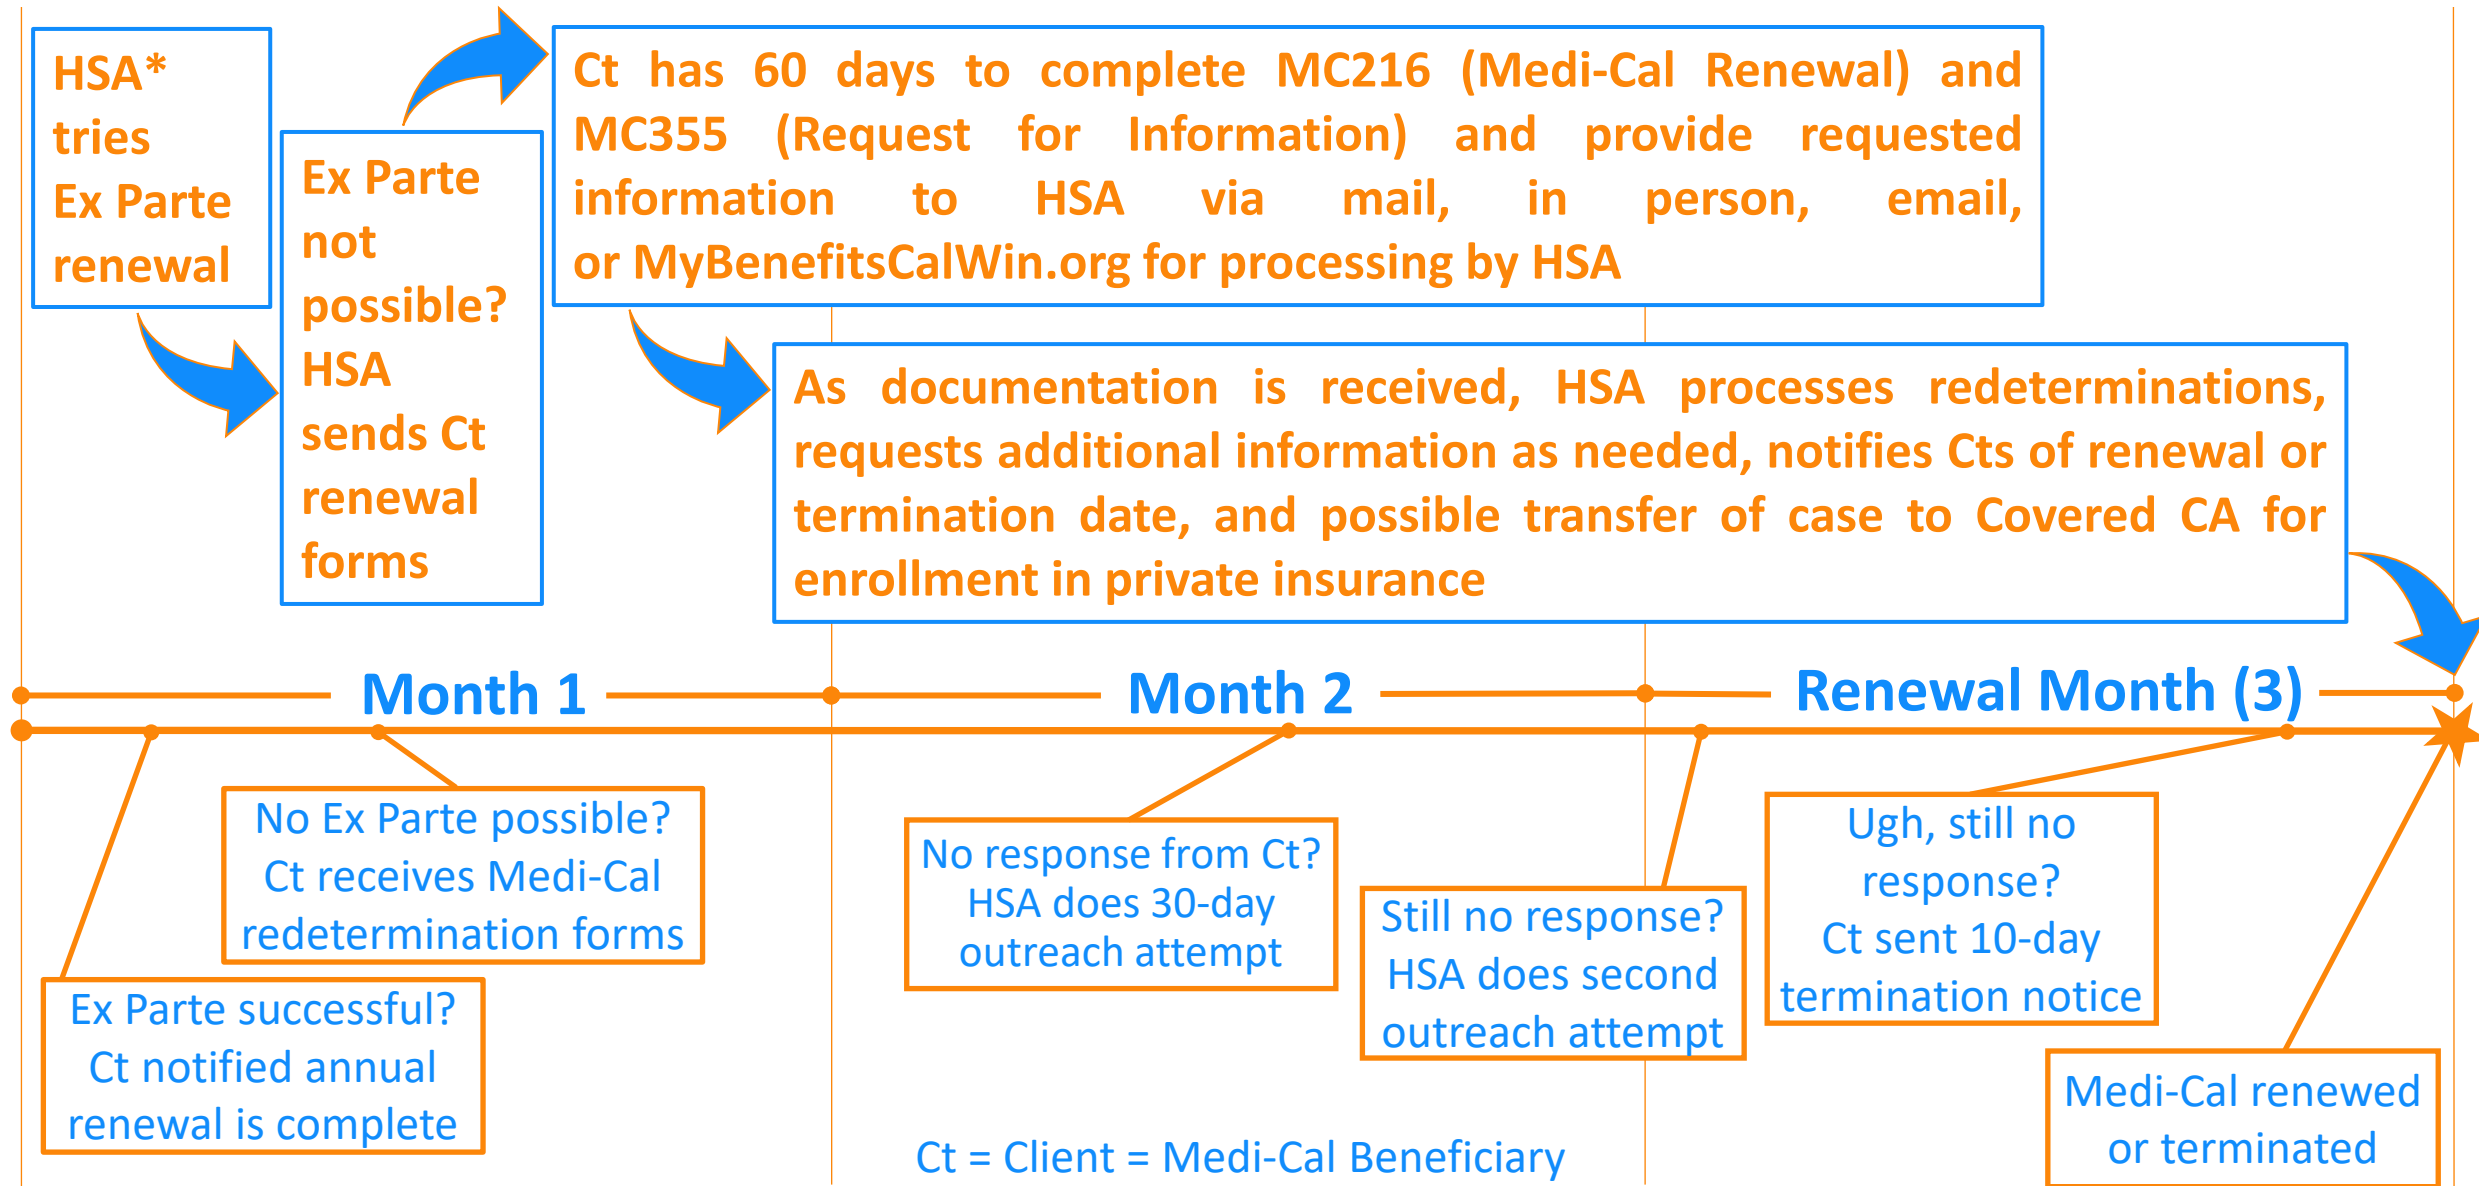 HSA*
tries
Ex Parte
renewal
Ex Parte
not
possible?
HSA
sends Ct
renewal
forms
Ct has 60 days to complete MC216 (Medi-Cal Renewal) and
MC355 (Request for Information) and provide requested
information to HSA via mail, in person, email,
or MyBenefitsCalWin.org for processing by HSA
As documentation is received, HSA processes redeterminations,
requests additional information as needed, notifies Cts of renewal or
termination date, and possible transfer of case to Covered CA for
enrollment in private insurance
Month 1
Month 2
Renewal Month (3)
Ex Parte successful?
Ct notified annual
renewal is complete
No Ex Parte possible?
Ct receives Medi-Cal
redetermination forms
No response from Ct?
HSA does 30-day
outreach attempt
Still no response?
HSA does second
outreach attempt
Ugh, still no
response?
Ct sent 10-day
termination notice
Medi-Cal renewed
or terminated
Ct = Client = Medi-Cal Beneficiary